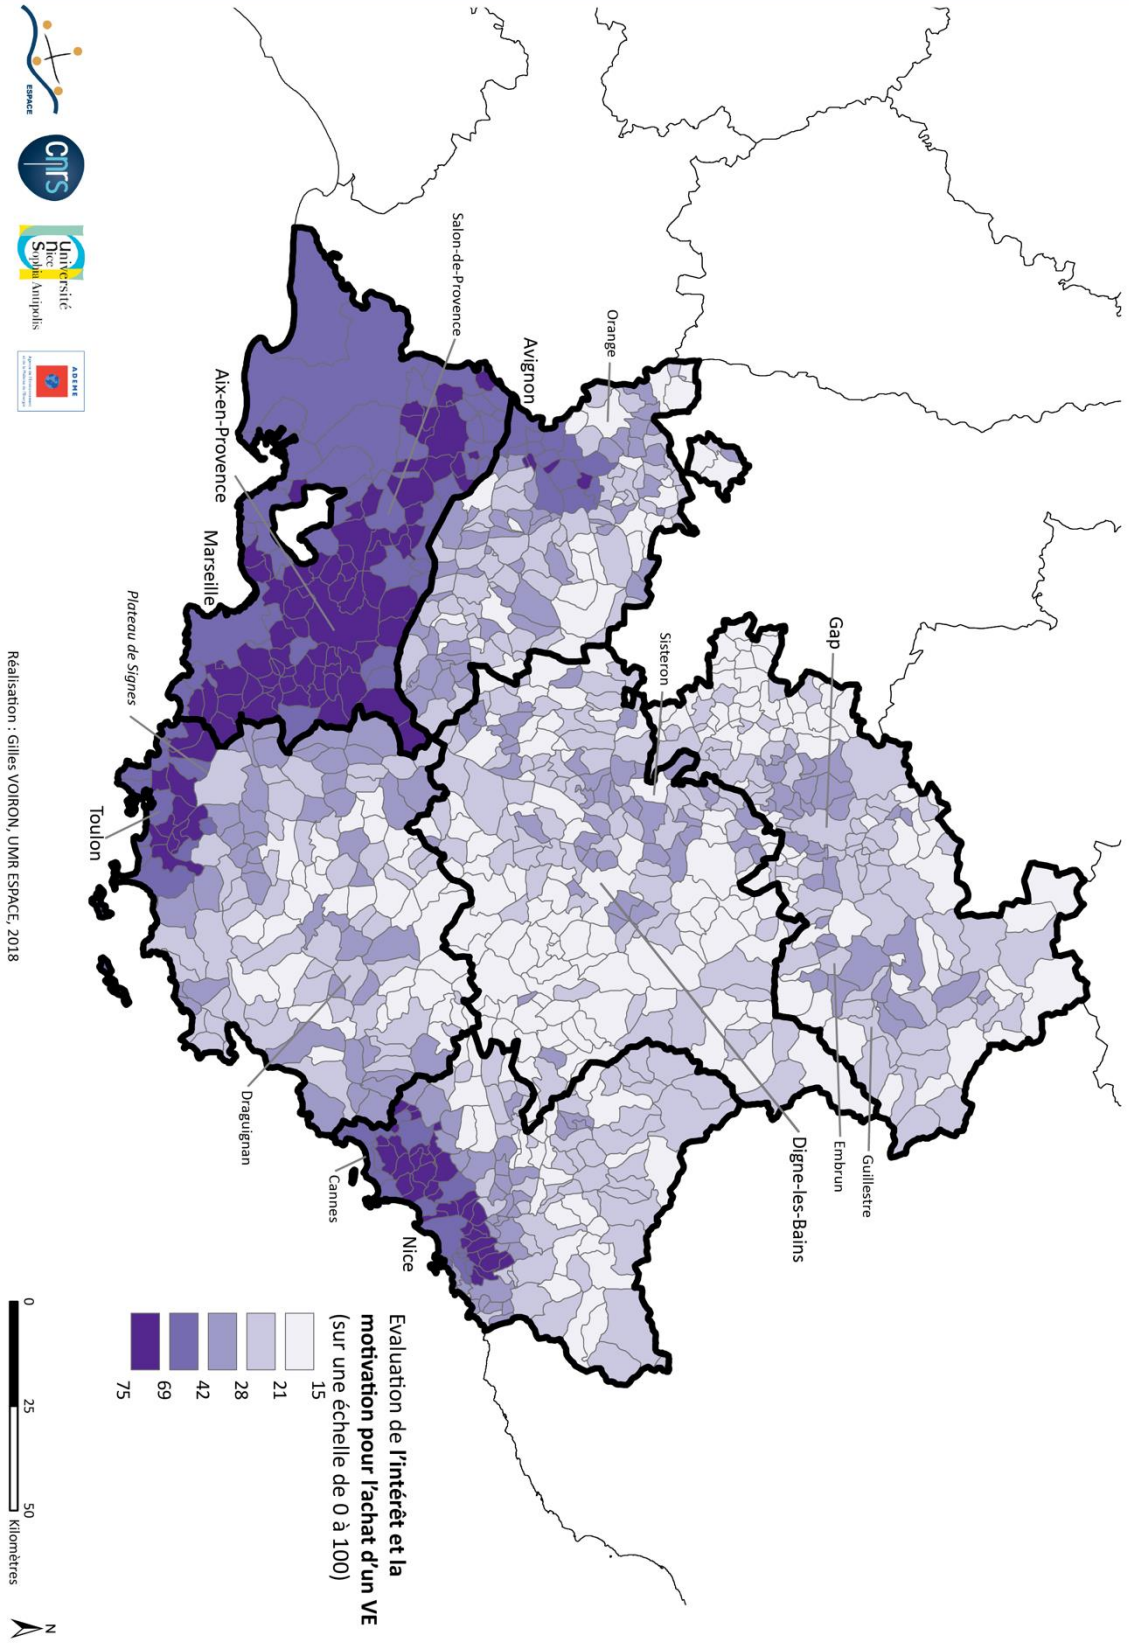 Gap
Guillestre
Embrun
Sisteron
Orange
Digne-les-Bains
Avignon
Salon-de-Provence
Nice
Cannes
Draguignan
Aix-en-Provence
Marseille
Plateau de Signes
Toulon
Evaluation de l'intérêt et la
motivation pour l'achat d'un VE
(sur une échelle de 0 à 100)
15
21
28
42
69
75
ESPACE
cnrs
Université
Nice
Sophia Antipolis
ADEME
Réalisation : Gilles VOIRON, UMR ESPACE, 2018
0
25
50
Kilomètres
N